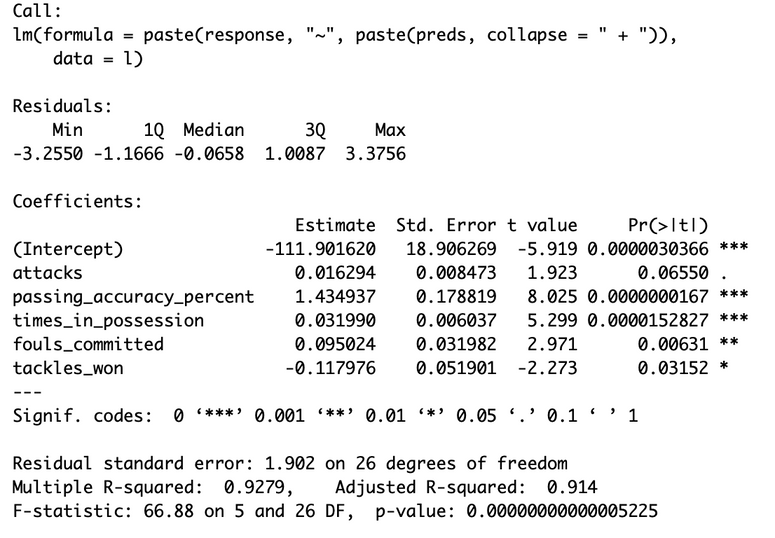 Call:
lm(formula = paste(response, "~", paste(preds, collapse = " + ")),
    data = l)

Residuals:
    Min      1Q  Median      3Q     Max
-3.2550 -1.1666 -0.0658  1.0087  3.3756

Coefficients:
                            Estimate  Std. Error t value     Pr(>|t|)
(Intercept)              -111.901620   18.906269  -5.919 0.0000030366 ***
attacks                     0.016294    0.008473   1.923      0.06550 .
passing_accuracy_percent    1.434937    0.178819   8.025 0.0000000167 ***
times_in_possession         0.031990    0.006037   5.299 0.0000152827 ***
fouls_committed             0.095024    0.031982   2.971      0.00631 **
tackles_won                -0.117976    0.051901  -2.273      0.03152 *
---
Signif. codes:  0 ‘***’ 0.001 ‘**’ 0.01 ‘*’ 0.05 ‘.’ 0.1 ‘ ’ 1

Residual standard error: 1.902 on 26 degrees of freedom
Multiple R-squared:  0.9279,    Adjusted R-squared:  0.914
F-statistic: 66.88 on 5 and 26 DF,  p-value: 0.00000000000005225